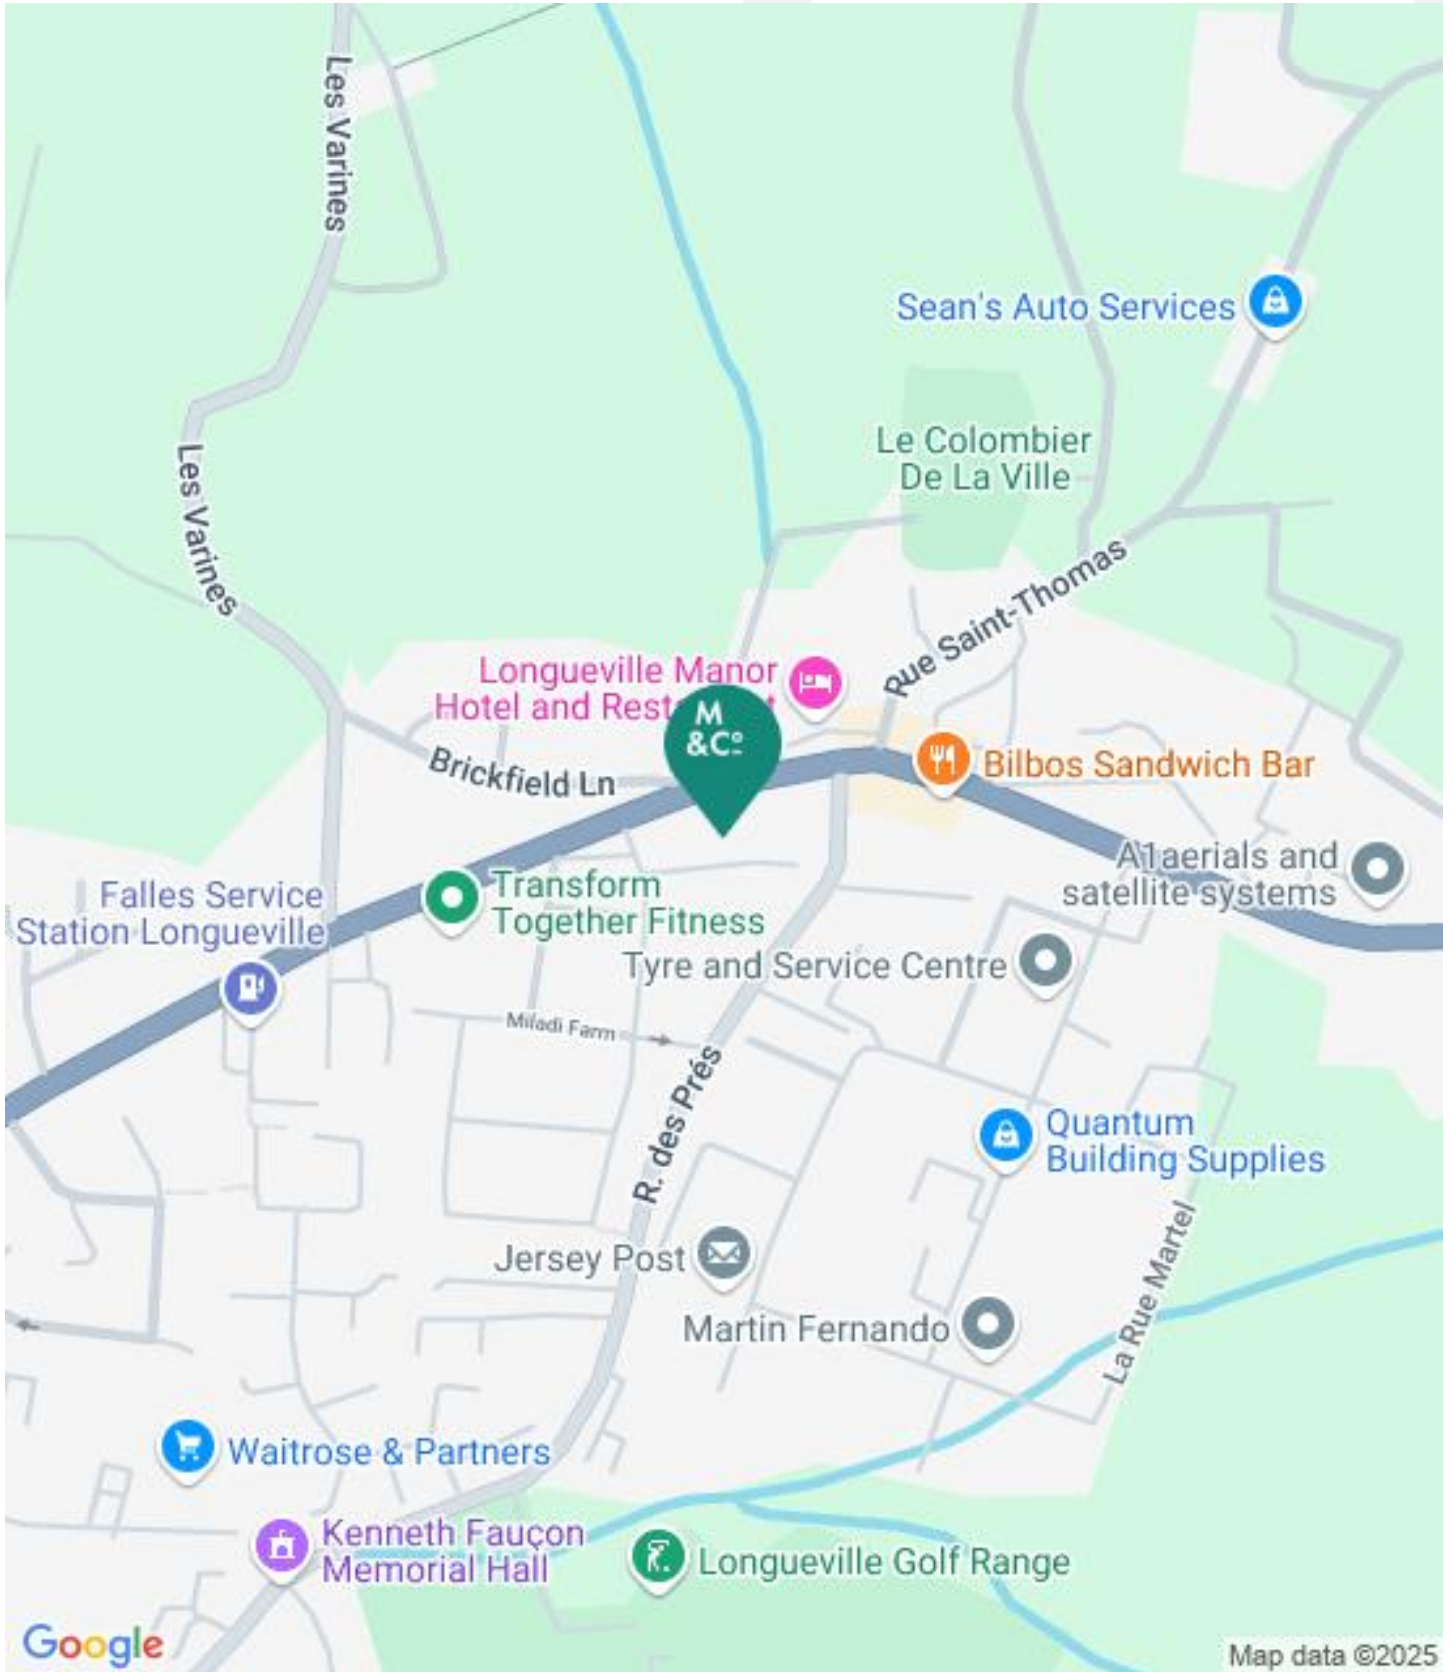 Les Varines
Sean's Auto Services
Le Colombier
De La Ville
Les Varines
Rue Saint-Thomas
Longueville Manor
Hotel and Rest t
M
&Co
Brickfield Ln
Bilbos Sandwich Bar
A1aerials and
satellite systems
Falles Service
Station Longueville
Transform
Together Fitness
Tyre and Service Centre
Miladi Farm
R. des Prés
Quantum
Building Supplies
La Rue Martel
Jersey Post
Martin Fernando
Waitrose & Partners
Kenneth Fauçon
Memorial Hall
Longueville Golf Range
Google
Map data ©2025